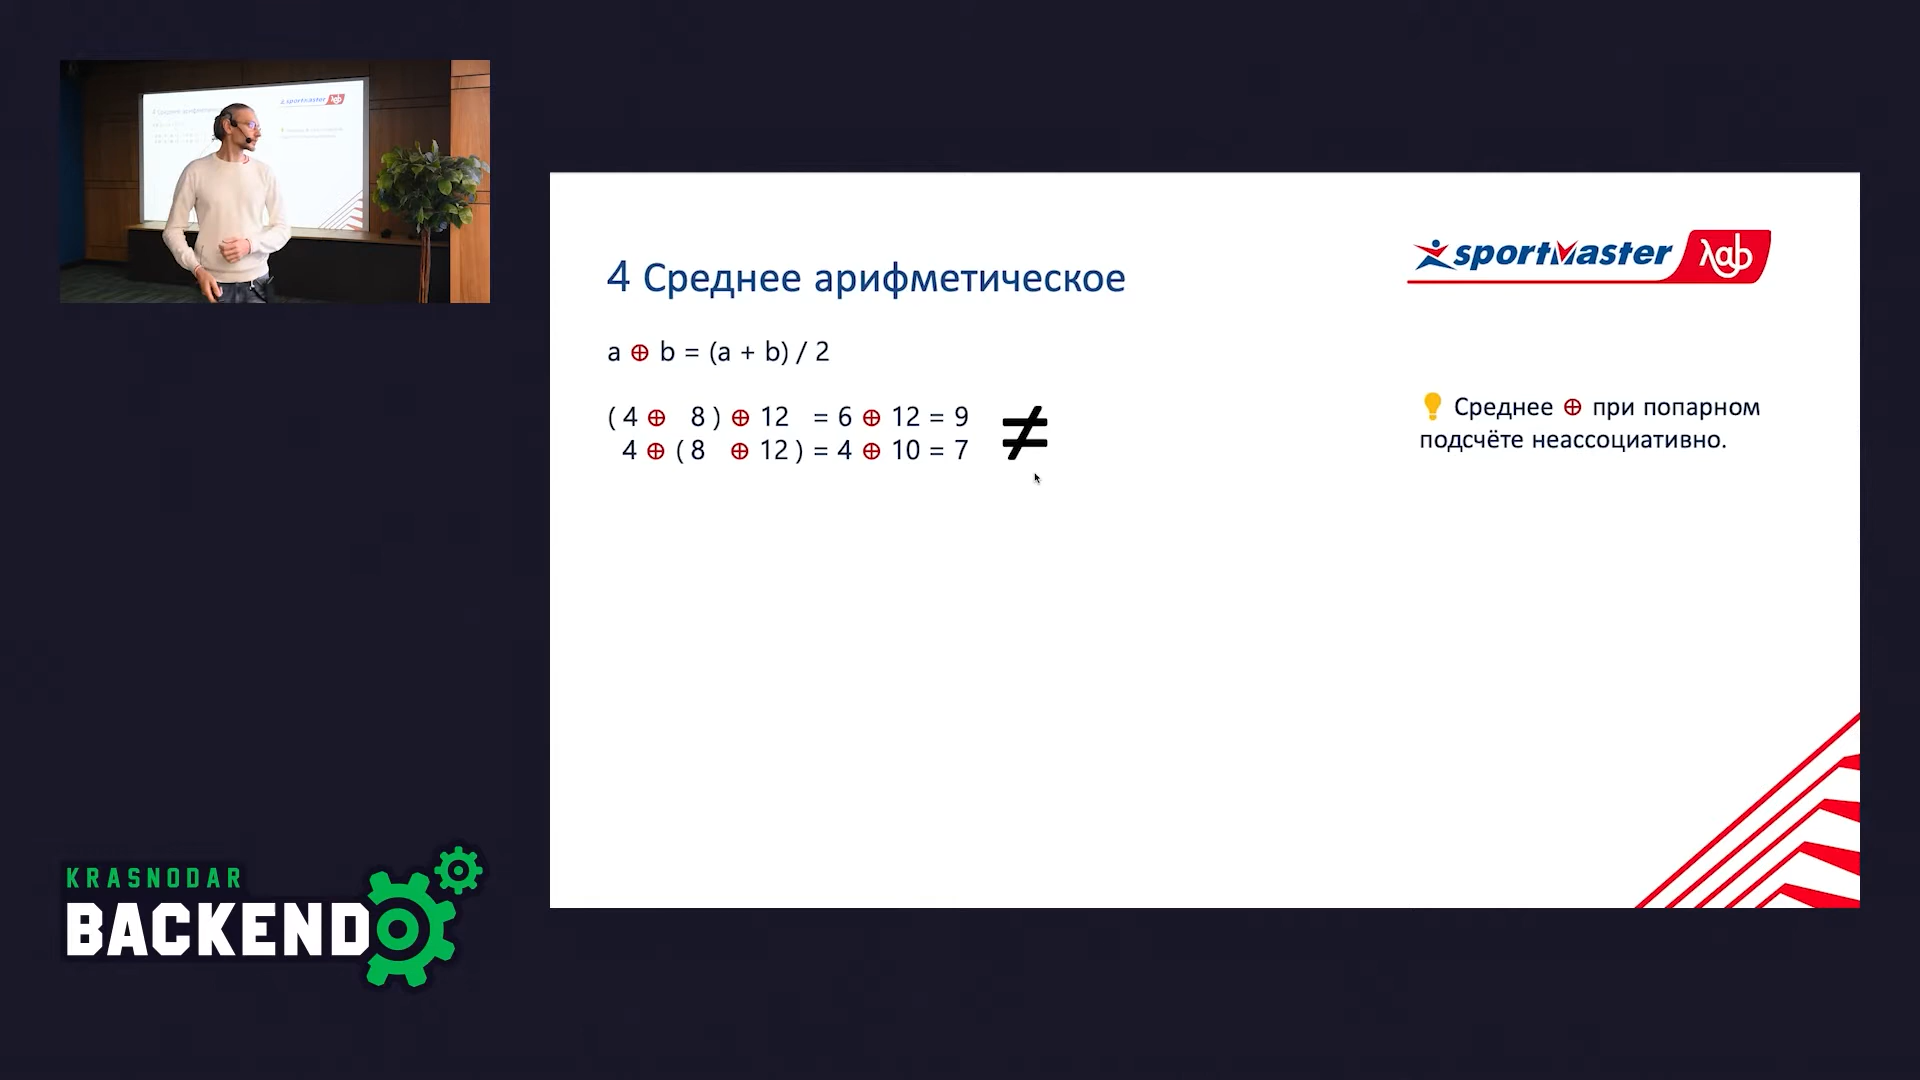 4 Среднее арифметическое
sportmaster λab
a ⊕ b = (a + b) / 2
( 4 ⊕ 8 ) ⊕ 12 = 6 ⊕ 12 = 9
4 ⊕ ( 8 ⊕ 12 ) = 4 ⊕ 10 = 7
≠
💡 Среднее ⊕ при попарном
подсчёте неассоциативно.
KRASNODAR
BACKEND